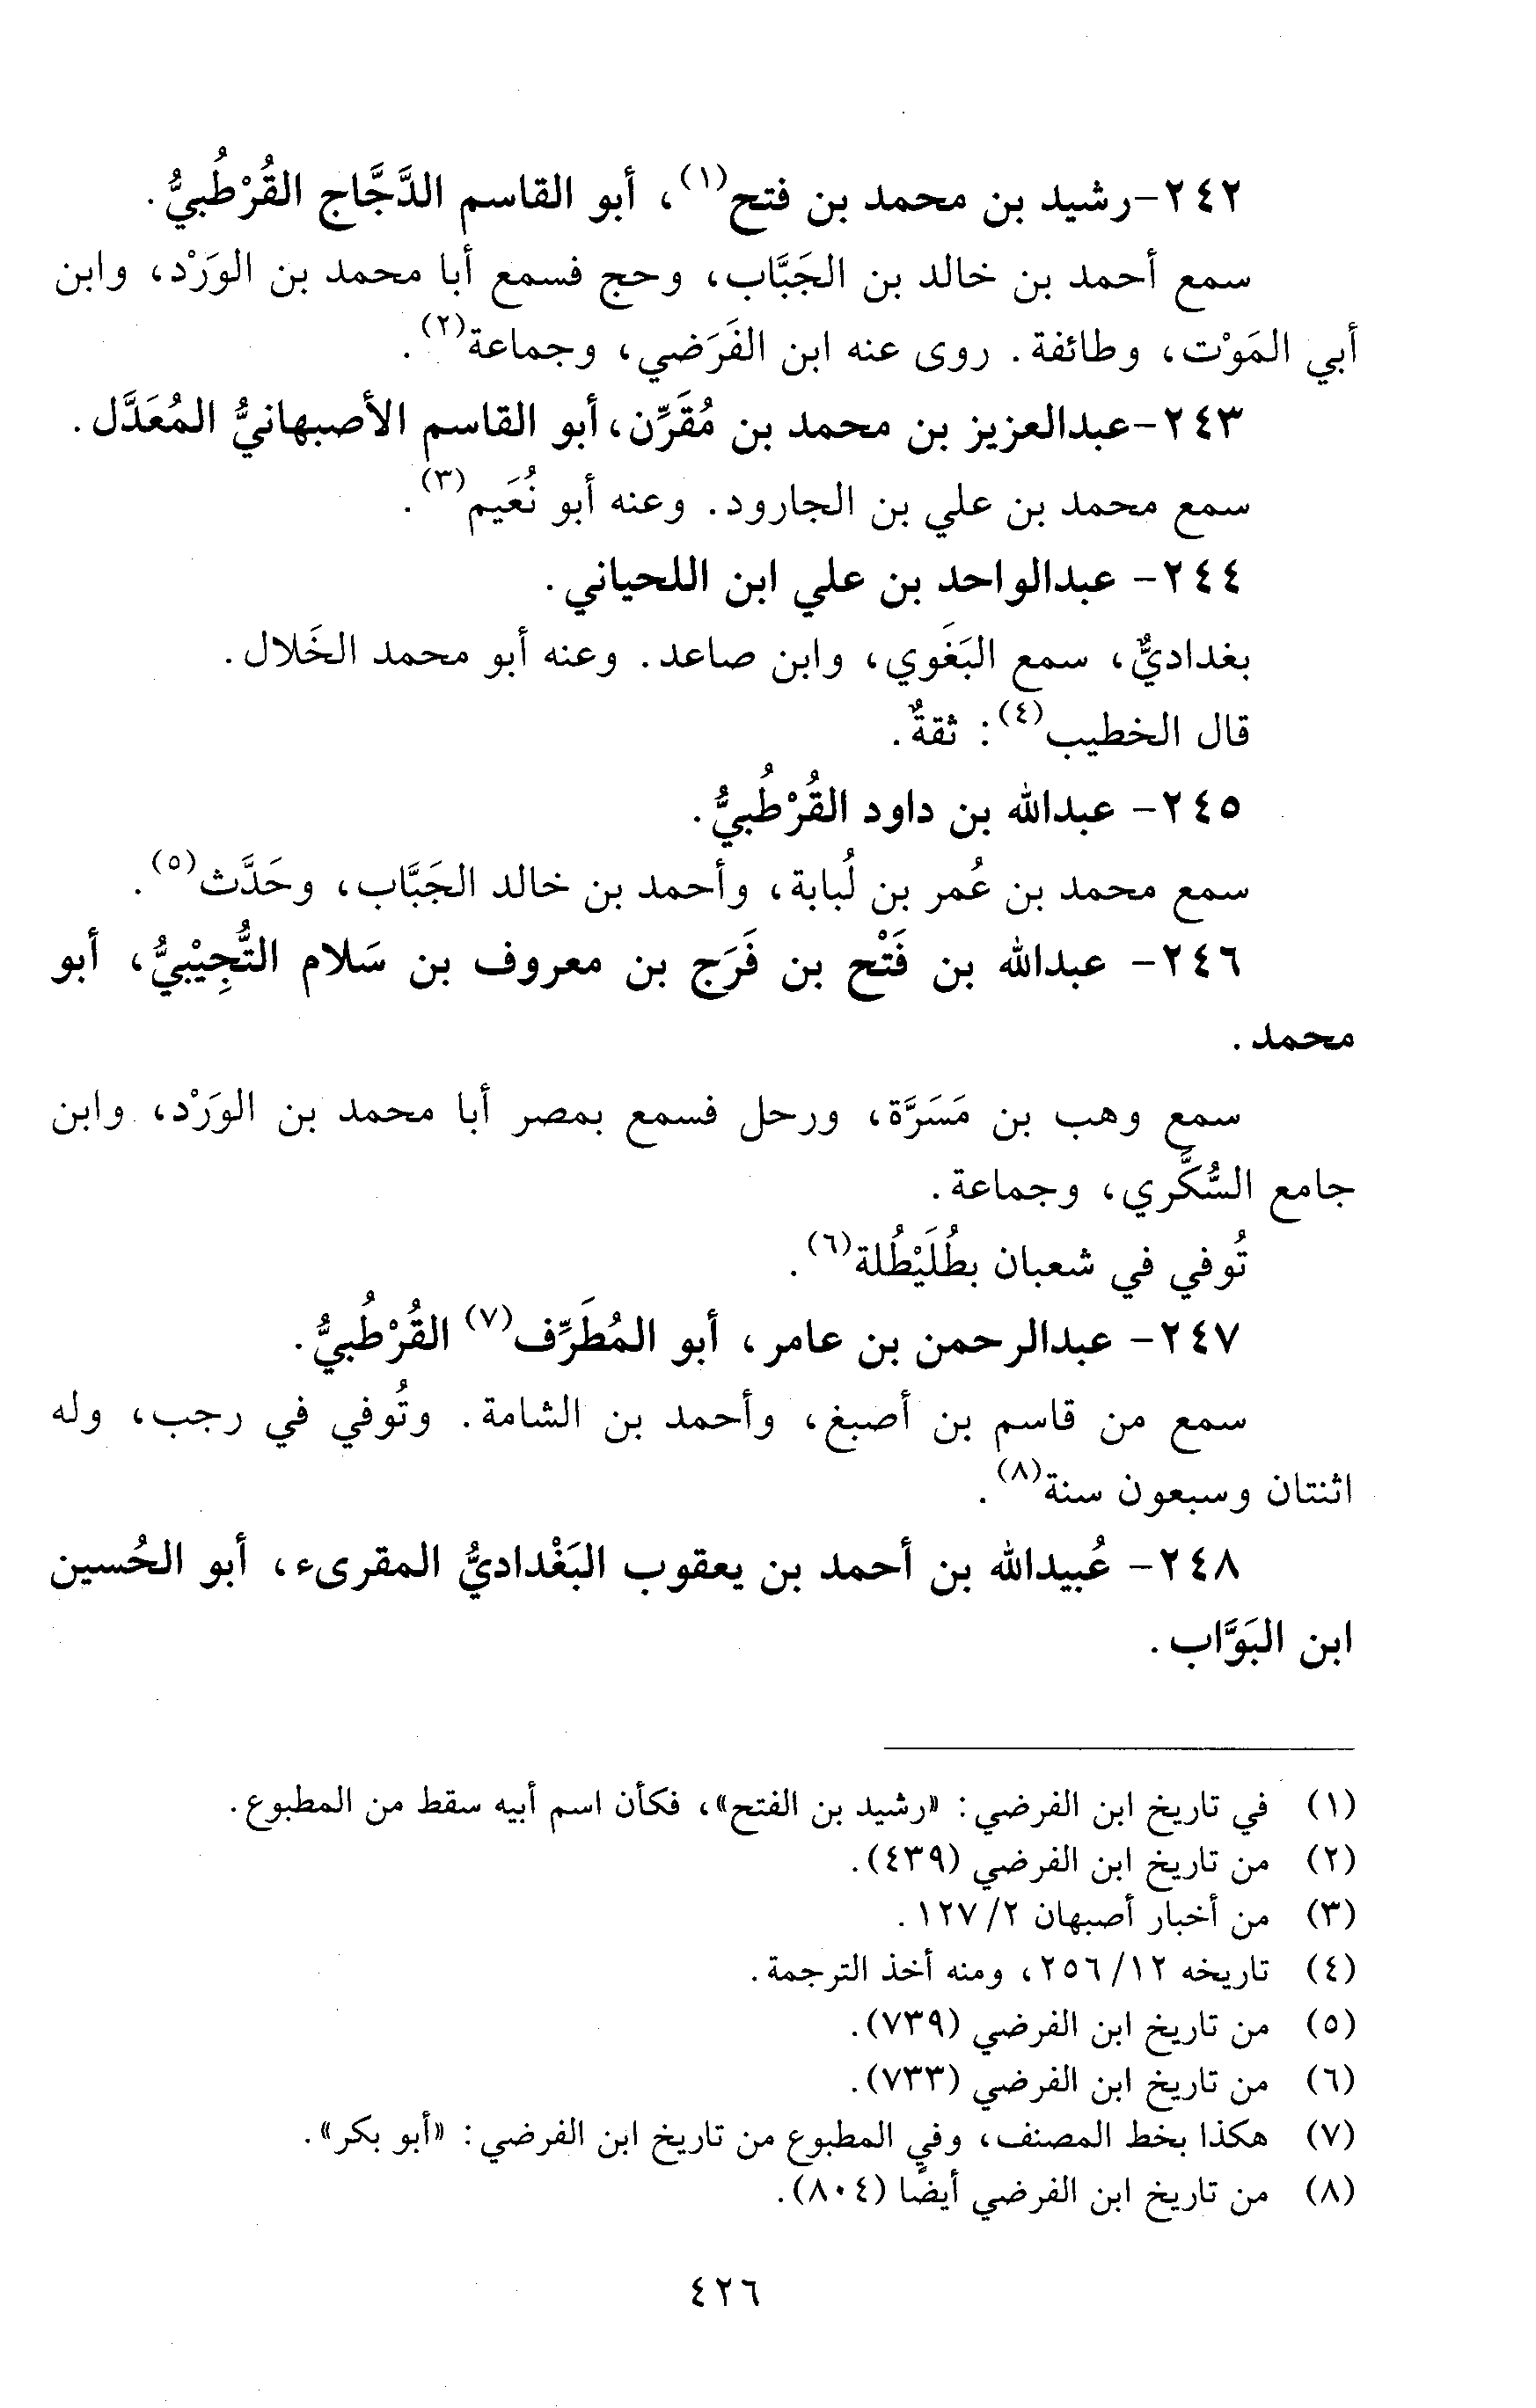 ٢٤٢-رشيد بن محمد بن فتح(١)، أبو القاسم الدَّجَّاج القُرْطُبيُّ.
سمع أحمد بن خالد بن الجَبَّاب، وحج فسمع أبا محمد بن الوَرْد، وابن
أبي المَوْت، وطائفة. روى عنه ابن الفَرَضي، وجماعة(٢).
٢٤٣-عبدالعزيز بن محمد بن مُقَرِّن، أبو القاسم الأصبهانيُّ المُعَدَّل.
سمع محمد بن علي بن الجارود. وعنه أبو نُعَيم(٣).
٢٤٤- عبدالواحد بن علي ابن اللحياني.
بغداديٌّ، سمع البَغَوي، وابن صاعد. وعنه أبو محمد الخَلال.
قال الخطيب(٤): ثقةٌ.
٢٤٥- عبدالله بن داود القُرْطُبيُّ.
سمع محمد بن عُمر بن لُبابة، وأحمد بن خالد الجَبَّاب، وحَدَّث(٥).
٢٤٦- عبدالله بن فَتْح بن فَرَج بن معروف بن سَلام التُّجِيْبيُّ، أبو
محمد.
سمع وهب بن مَسَرَّة، ورحل فسمع بمصر أبا محمد بن الوَرْد، وابن
جامع السُّكَّري، وجماعة.
تُوفي في شعبان بطُلَيْطُلة(٦).
٢٤٧- عبدالرحمن بن عامر، أبو المُطَرِّف(٧) القُرْطُبيُّ.
سمع من قاسم بن أصبغ، وأحمد بن الشامة. وتُوفي في رجب، وله
اثنتان وسبعون سنة(٨).
٢٤٨- عُبيدالله بن أحمد بن يعقوب البَغْداديُّ المقرىء، أبو الحُسين
ابن البَوَّاب.
(١) في تاريخ ابن الفرضي: «رشيد بن الفتح»، فكأن اسم أبيه سقط من المطبوع.
(٢) من تاريخ ابن الفرضي (٤٣٩).
(٣) من أخبار أصبهان ٢/ ١٢٧.
(٤) تاريخه ١٢/ ٢٥٦، ومنه أخذ الترجمة.
(٥) من تاريخ ابن الفرضي (٧٣٩).
(٦) من تاريخ ابن الفرضي (٧٣٣).
(٧) هكذا بخط المصنف، وفي المطبوع من تاريخ ابن الفرضي: «أبو بكر».
(٨) من تاريخ ابن الفرضي أيضًا (٨٠٤).
٤٢٦